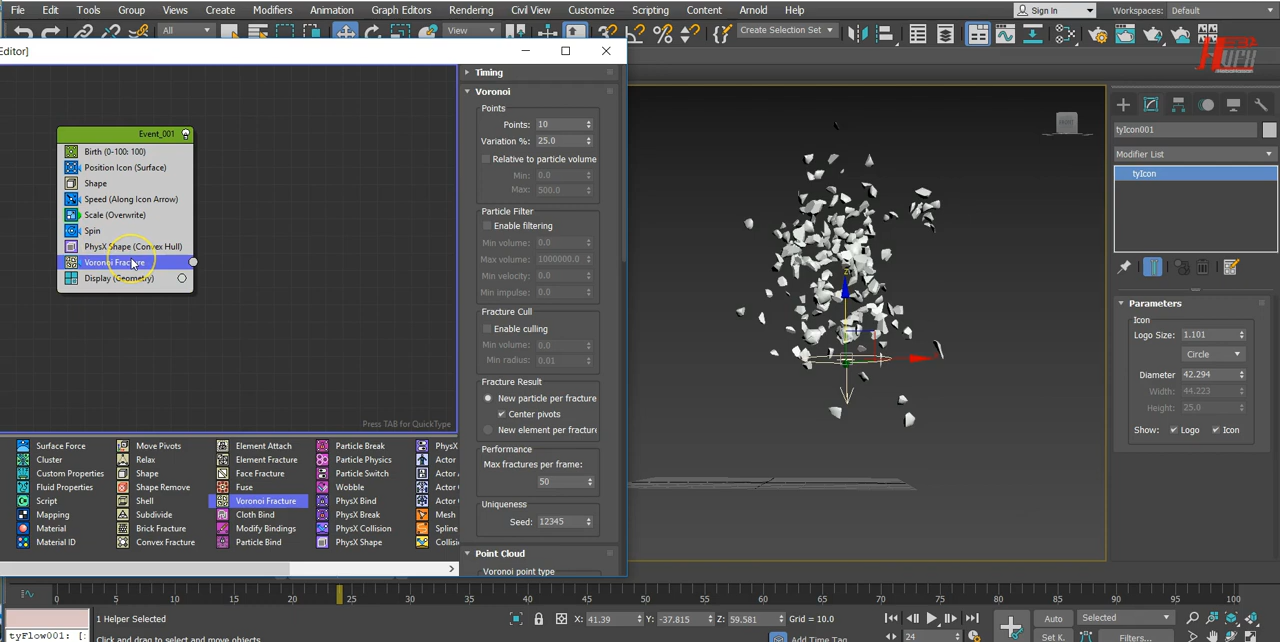 File Edit Tools Group Views Create Modifiers Animation Graph Editors Rendering Civil View Customize Scripting Content Arnold Help Sign In Workspaces: Default
All View Create Selection Set
Editor]
Event_001
Birth (0-100: 100)
Position Icon (Surface)
Shape
Speed (Along Icon Arrow)
Scale (Overwrite)
Spin
PhysX Shape (Convex Hull)
Voronoi Fracture
Display (Geometry)
Press TAB for QuickType
Surface Force Move Pivots Element Attach Particle Break PhysX
Cluster Relax Element Fracture Particle Physics Actor
Custom Properties Shape Face Fracture Particle Switch Actor
Fluid Properties Shape Remove Fuse Wobble Actor
Script Shell Voronoi Fracture PhysX Bind Actor
Mapping Subdivide Cloth Bind PhysX Break Mesh
Material Brick Fracture Modify Bindings PhysX Collision Spline
Material ID Convex Fracture Particle Bind PhysX Shape Collisi
Timing
Voronoi
Points
Points: 10
Variation %: 25.0
Relative to particle volume
Min: 0.0
Max: 500.0
Particle Filter
Enable filtering
Min volume: 0.0
Max volume: 1000000.0
Min velocity: 0.0
Min impulse: 0.0
Fracture Cull
Enable culling
Min volume: 0.0
Min radius: 0.01
Fracture Result
New particle per fracture
Center pivots
New element per fracture
Performance
Max fractures per frame:
50
Uniqueness
Seed: 12345
Point Cloud
Voronoi point type
FRONT
tyIcon001
Modifier List
tyIcon
Parameters
Icon
Logo Size: 1.101
Circle
Diameter 42.294
Width: 44.223
Height: 25.0
Show: Logo Icon
0 5 10 15 20 25 30 35 40 45 50 55 60 65 70 75 80 85 90 95 100
1 Helper Selected X: 41.39 Y: -37.815 Z: 59.581 Grid = 10.0 Auto Selected
tyFlow001: [: Click and drag to select and move objects Add Time Tag 24 Set K. Filters...